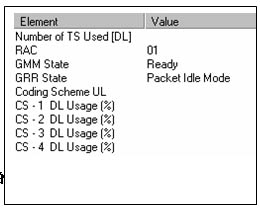 Element Value
Number of TS Used [DL]
RAC 01
GMM State Ready
GRR State Packet Idle Mode
Coding Scheme UL
CS - 1 DL Usage (%)
CS - 2 DL Usage (%)
CS - 3 DL Usage (%)
CS - 4 DL Usage (%)